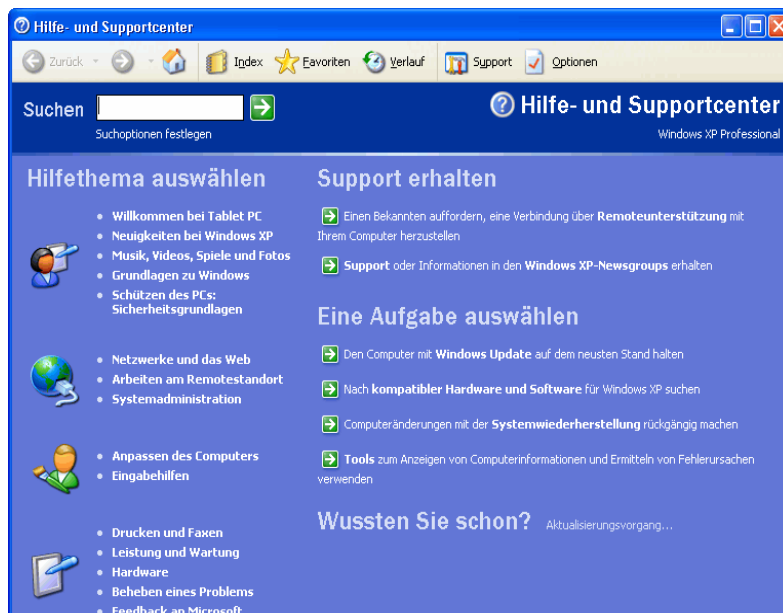 Hilfe- und Supportcenter
Zurück Index Favoriten Verlauf Support Optionen
Suchen
Suchoptionen festlegen
Hilfe- und Supportcenter
Windows XP Professional
Hilfethema auswählen
Willkommen bei Tablet PC
Neuigkeiten bei Windows XP
Musik, Videos, Spiele und Fotos
Grundlagen zu Windows
Schützen des PCs:
Sicherheitsgrundlagen
Netzwerke und das Web
Arbeiten am Remotestandort
Systemadministration
Anpassen des Computers
Eingabehilfen
Drucken und Faxen
Leistung und Wartung
Hardware
Beheben eines Problems
Feedback an Microsoft
Support erhalten
Einen Bekannten auffordern, eine Verbindung über Remoteunterstützung mit
Ihrem Computer herzustellen
Support oder Informationen in den Windows XP-Newsgroups erhalten
Eine Aufgabe auswählen
Den Computer mit Windows Update auf dem neusten Stand halten
Nach kompatibler Hardware und Software für Windows XP suchen
Computeränderungen mit der Systemwiederherstellung rückgängig machen
Tools zum Anzeigen von Computerinformationen und Ermitteln von Fehlerursachen
verwenden
Wussten Sie schon? Aktualisierungsvorgang...